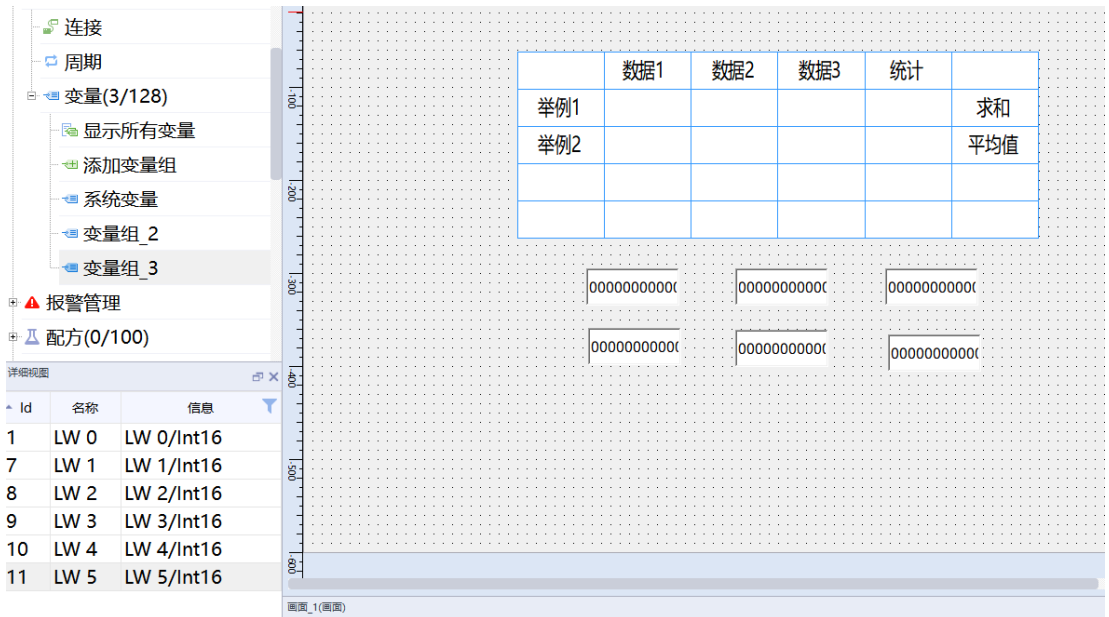 连接
周期
变量(3/128)
显示所有变量
添加变量组
系统变量
变量组_2
变量组_3
报警管理
配方(0/100)
详细视图
Id 名称 信息
1 LW 0 LW 0/Int16
7 LW 1 LW 1/Int16
8 LW 2 LW 2/Int16
9 LW 3 LW 3/Int16
10 LW 4 LW 4/Int16
11 LW 5 LW 5/Int16
100
200
300
400
500
600
数据1 数据2 数据3 统计
举例1 求和
举例2 平均值
00000000000 00000000000 00000000000
00000000000 00000000000 00000000000
画面_1(画面)